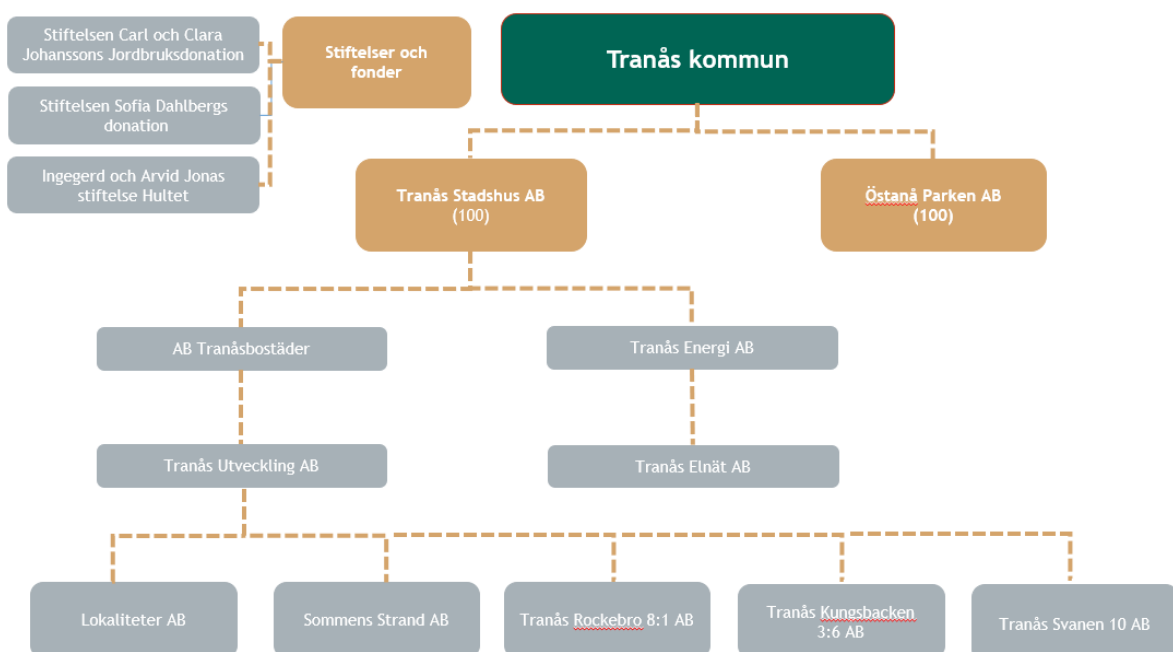 Stiftelsen Carl och Clara
Johanssons Jordbruksdonation
Stiftelsen Sofia Dahlbergs
donation
Ingegerd och Arvid Jonas
stiftelse Hultet
Stiftelser och
fonder
Tranås kommun
Tranås Stadshus AB
(100)
Östanå Parken AB
(100)
AB Tranåsbostäder
Tranås Energi AB
Tranås Utveckling AB
Tranås Elnät AB
Lokaliteter AB
Sommens Strand AB
Tranås Rockebro 8:1 AB
Tranås Kungsbacken
3:6 AB
Tranås Svanen 10 AB